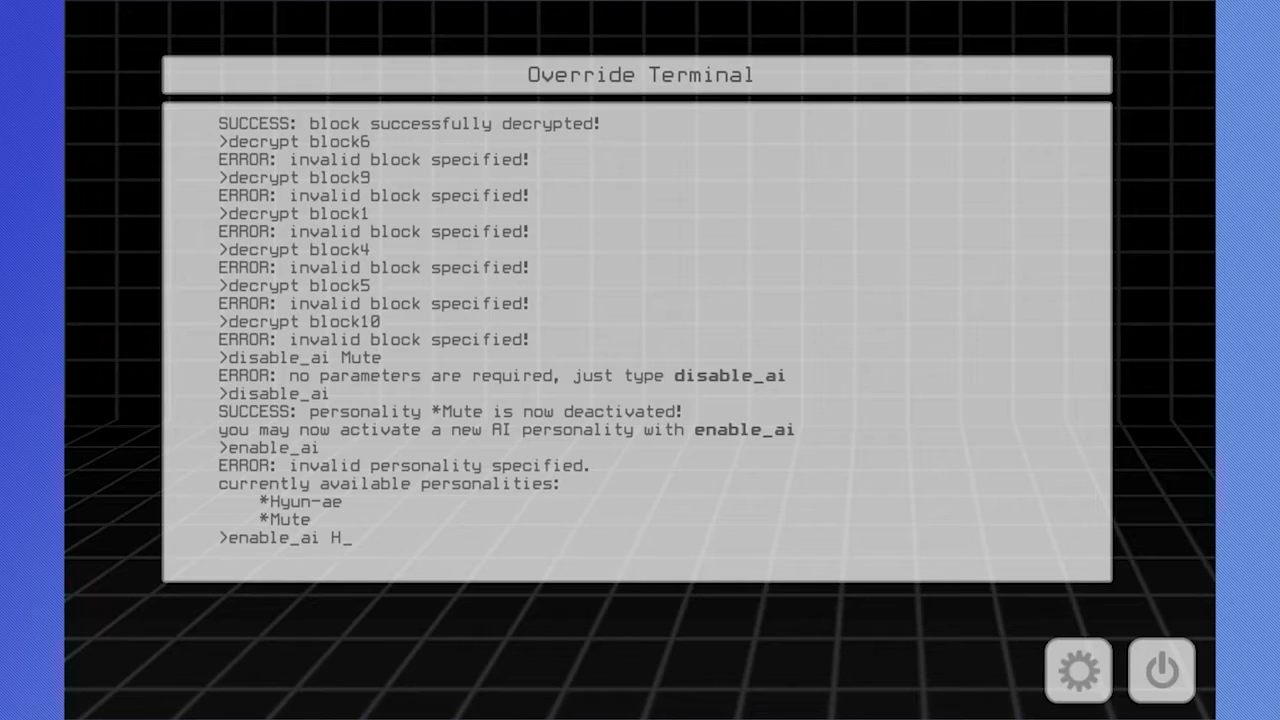 Override Terminal
SUCCESS: block successfully decrypted!
>decrypt block6
ERROR: invalid block specified!
>decrypt block9
ERROR: invalid block specified!
>decrypt block1
ERROR: invalid block specified!
>decrypt block4
ERROR: invalid block specified!
>decrypt block5
ERROR: invalid block specified!
>decrypt block10
ERROR: invalid block specified!
>disable_ai Mute
ERROR: no parameters are required, just type disable_ai
>disable_ai
SUCCESS: personality *Mute is now deactivated!
you may now activate a new AI personality with enable_ai
>enable_ai
ERROR: invalid personality specified.
currently available personalities:
*Hyun-ae
*Mute
>enable_ai H_